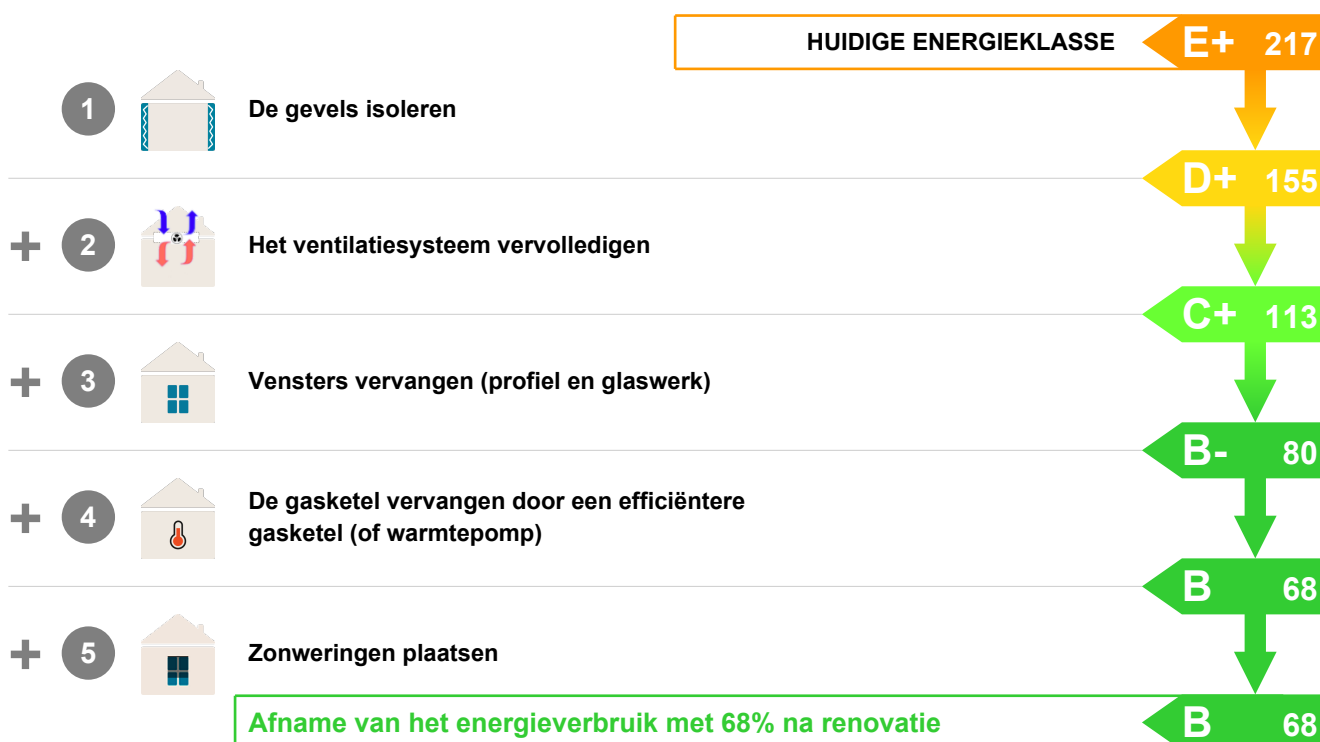 HUIDIGE ENERGIEKLASSE E+ 217
1 De gevels isoleren
D+ 155
+ 2 Het ventilatiesysteem vervolledigen
C+ 113
+ 3 Vensters vervangen (profiel en glaswerk)
B- 80
+ 4 De gasketel vervangen door een efficiëntere
gasketel (of warmtepomp)
B 68
+ 5 Zonweringen plaatsen
Afname van het energieverbruik met 68% na renovatie B 68